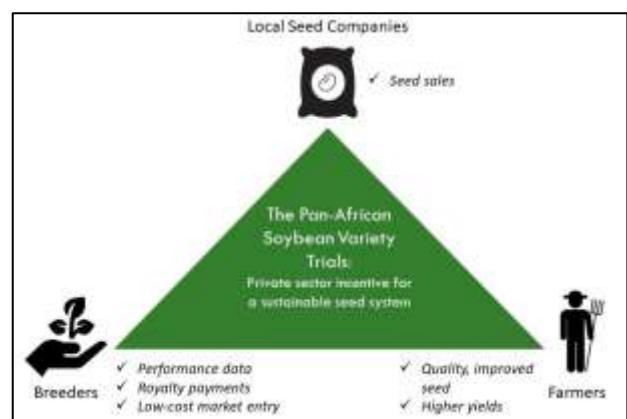 Local Seed Companies
✓ Seed sales
The Pan-African
Soybean Variety
Trials:
Private sector incentive for
a sustainable seed system
Breeders
✓ Performance data
✓ Royalty payments
✓ Low-cost market entry
✓ Quality, improved
seed
✓ Higher yields
Farmers